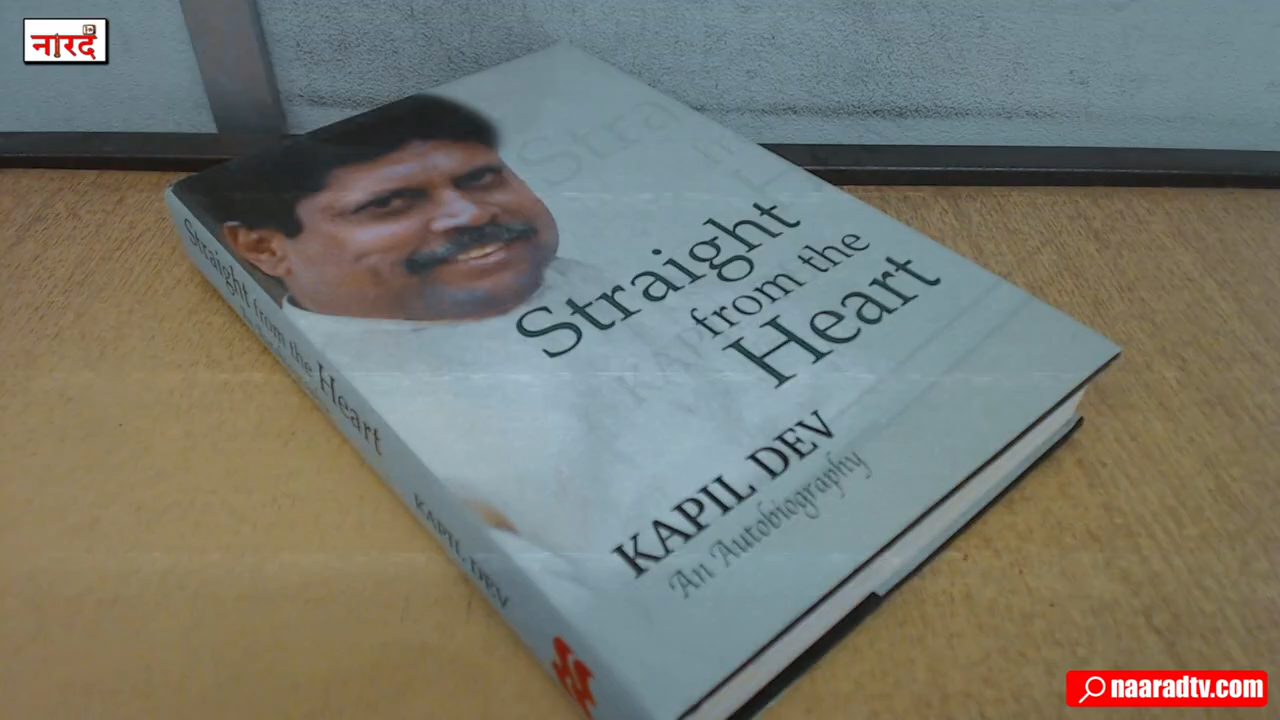 नारद
Straight
from the
Heart
KAPIL DEV
An Autobiography
Straight from the Heart
KAPIL DEV
naaradtv.com